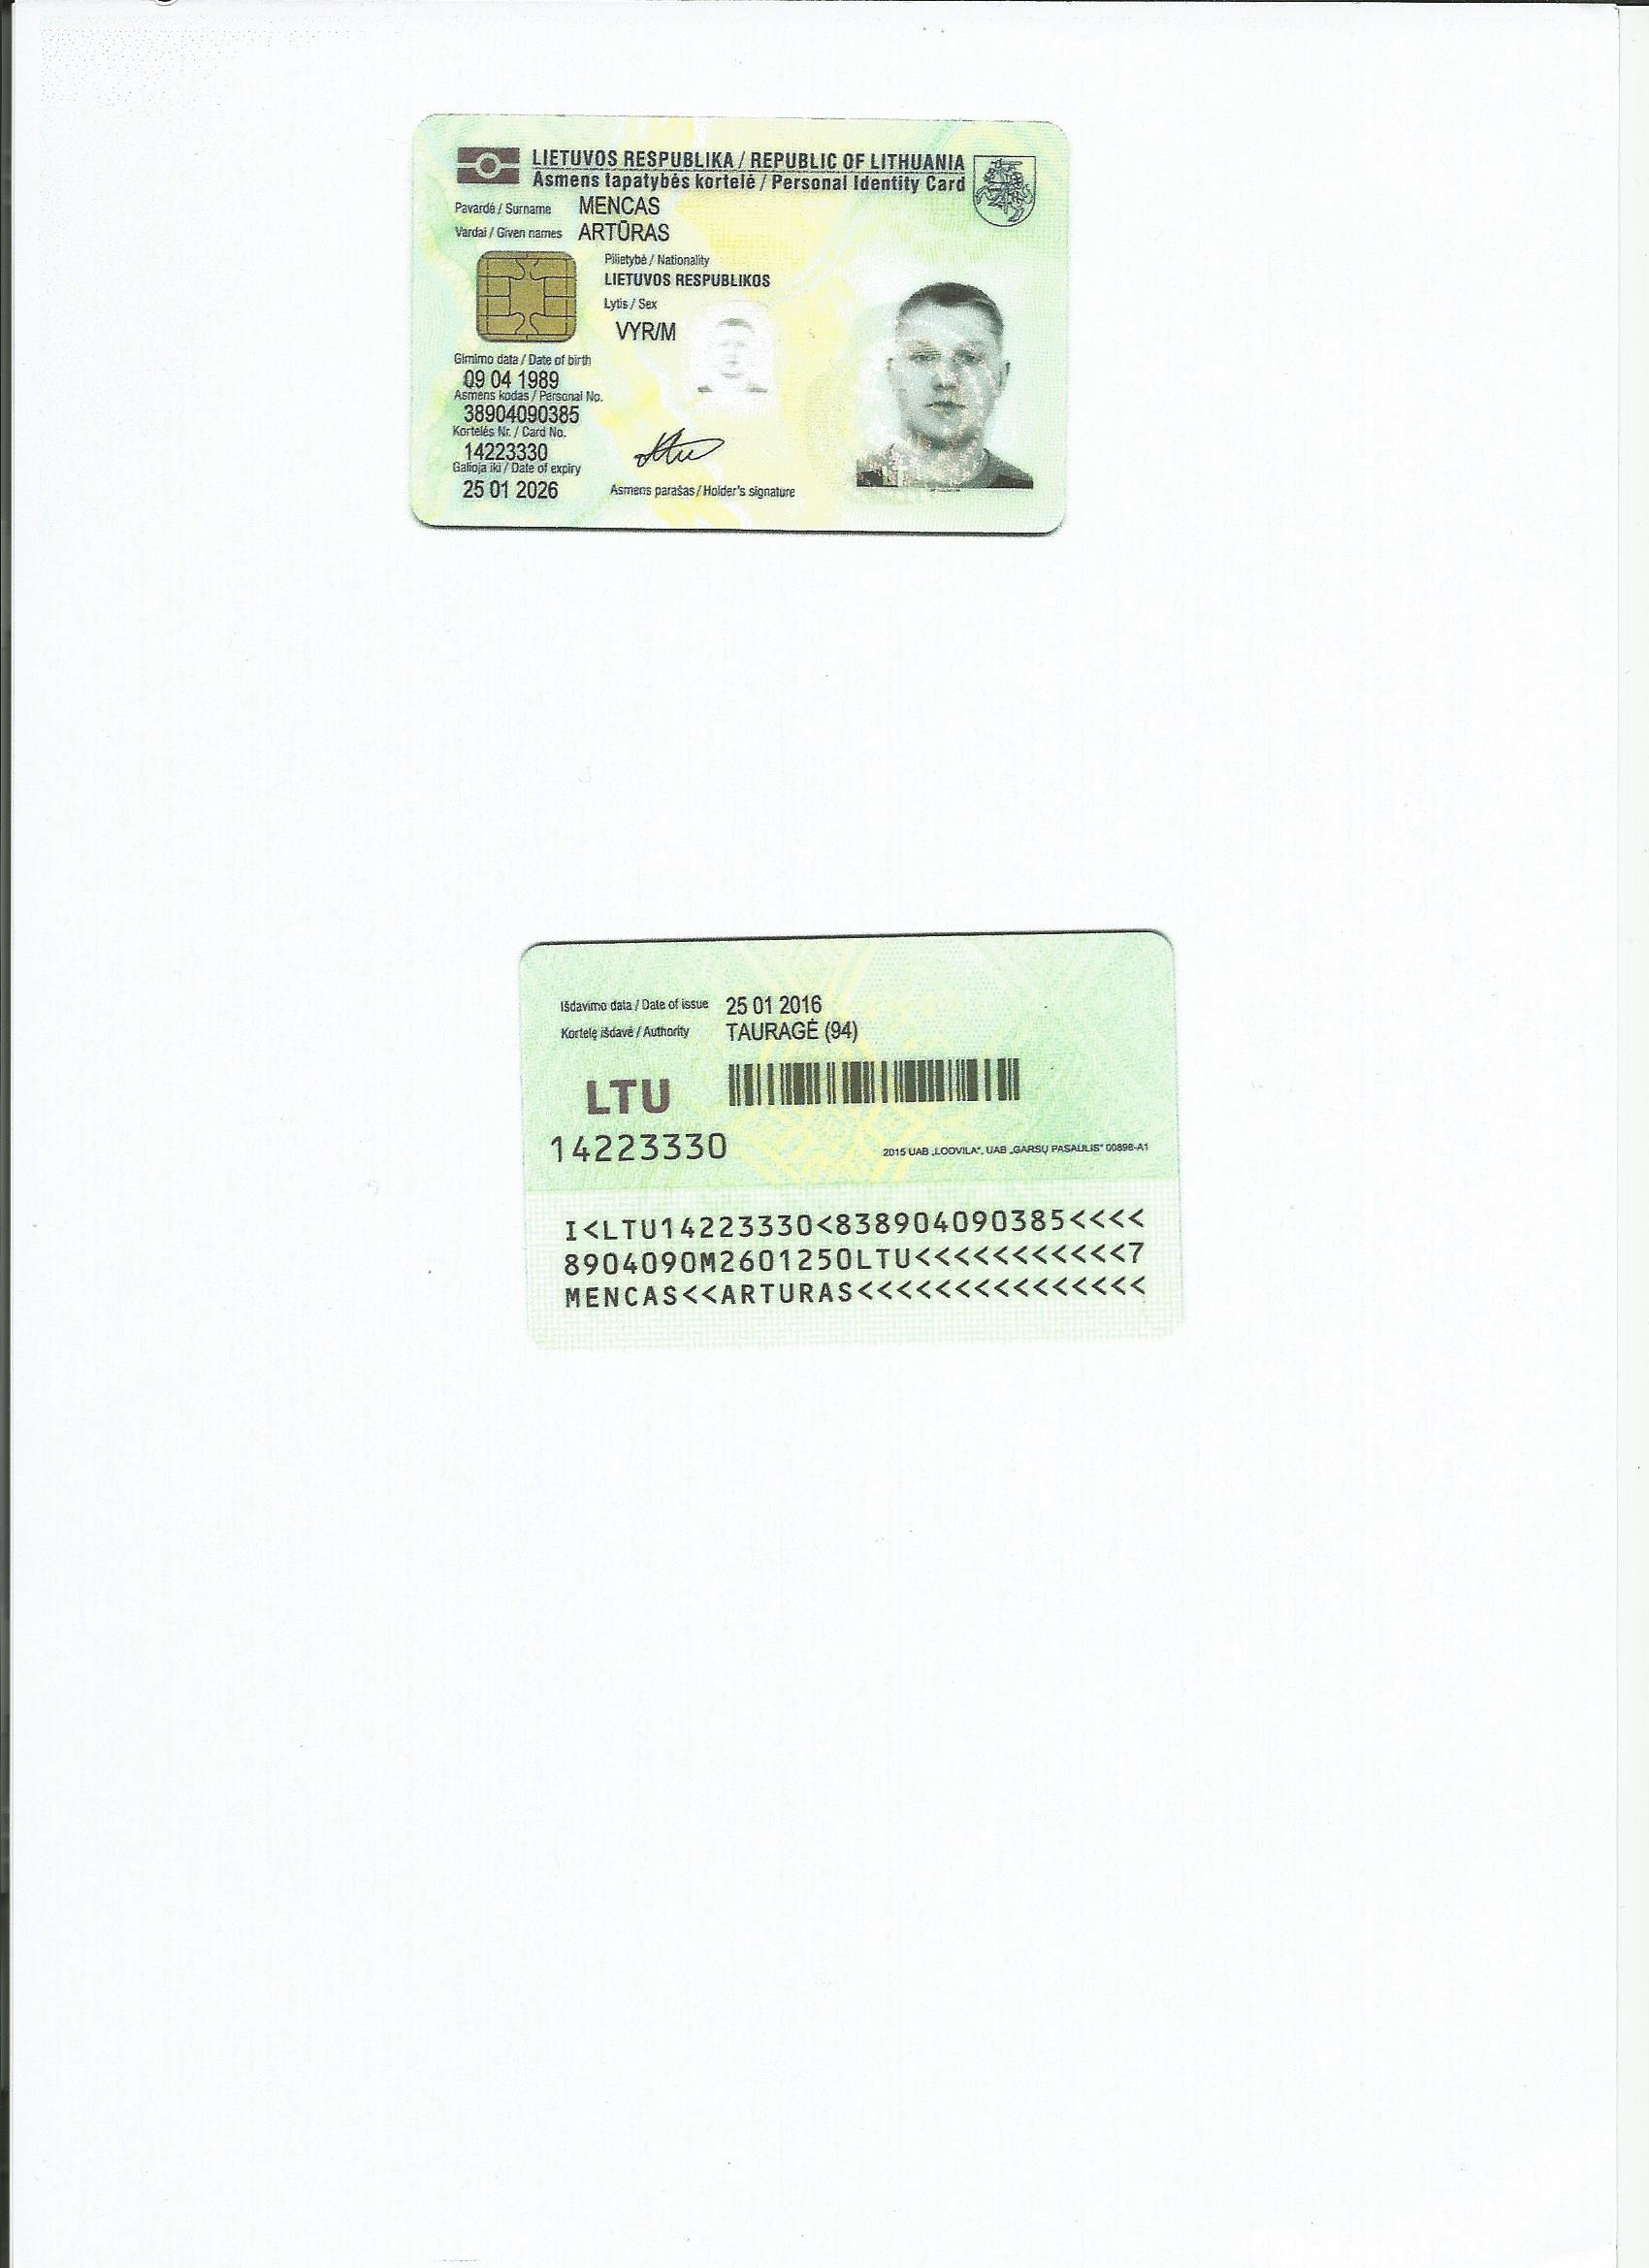 LIETUVOS RESPUBLIKA / REPUBLIC OF LITHUANIA
Asmens tapatybės kortelė / Personal Identity Card
Pavardė / Surname MENCAS
Vardai / Given names ARTŪRAS
Pilietybė / Nationality
LIETUVOS RESPUBLIKOS
Lytis / Sex
VYR/M
Gimimo data / Date of birth
09 04 1989
Asmens kodas / Personal No.
38904090385
Kortelės Nr. / Card No.
14223330
Galioja iki / Date of expiry
25 01 2026
Asmens parašas / Holder's signature
Išdavimo data / Date of issue 25 01 2016
Kortelę išdavė / Authority TAURAGĖ (94)
LTU
14223330
2015 UAB „LODVILA“, UAB „GARSŲ PASAULIS“ 00898-A1
I<LTU14223330<838904090385<<<<
8904090M2601250LTU<<<<<<<<<<<7
MENCAS<<ARTURAS<<<<<<<<<<<<<<<